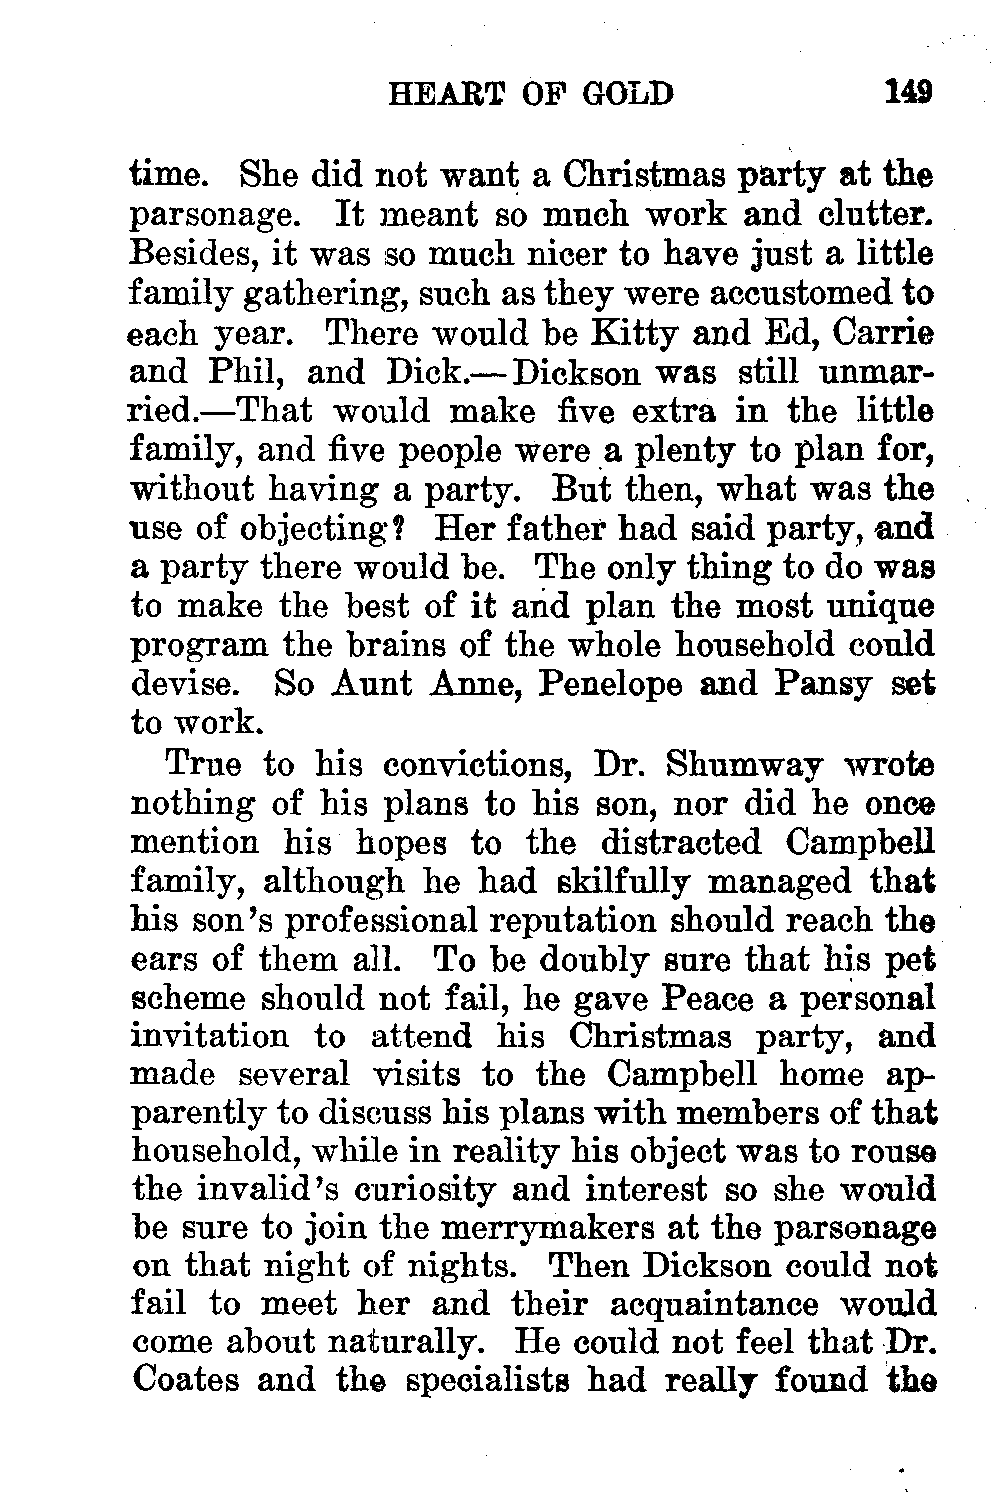 HEART OF GOLD 149
time. She did not want a Christmas party at the
parsonage. It meant so much work and clutter.
Besides, it was so much nicer to have just a little
family gathering, such as they were accustomed to
each year. There would be Kitty and Ed, Carrie
and Phil, and Dick.—Dickson was still unmar-
ried.—That would make five extra in the little
family, and five people were a plenty to plan for,
without having a party. But then, what was the
use of objecting? Her father had said party, and
a party there would be. The only thing to do was
to make the best of it and plan the most unique
program the brains of the whole household could
devise. So Aunt Anne, Penelope and Pansy set
to work.
True to his convictions, Dr. Shumway wrote
nothing of his plans to his son, nor did he once
mention his hopes to the distracted Campbell
family, although he had skilfully managed that
his son's professional reputation should reach the
ears of them all. To be doubly sure that his pet
scheme should not fail, he gave Peace a personal
invitation to attend his Christmas party, and
made several visits to the Campbell home ap-
parently to discuss his plans with members of that
household, while in reality his object was to rouse
the invalid's curiosity and interest so she would
be sure to join the merrymakers at the parsonage
on that night of nights. Then Dickson could not
fail to meet her and their acquaintance would
come about naturally. He could not feel that Dr.
Coates and the specialists had really found the